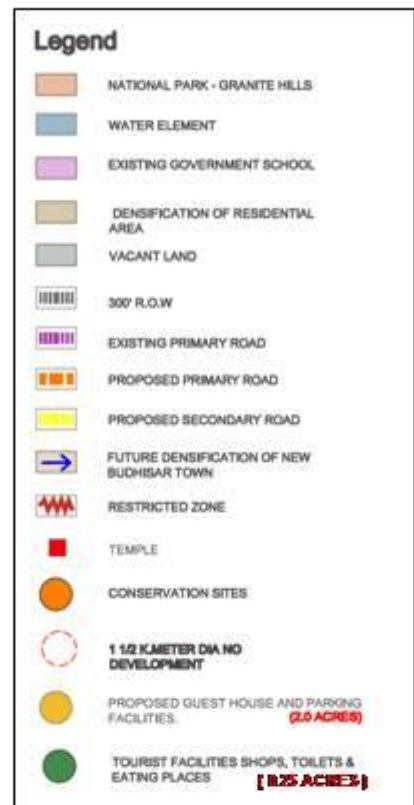 Legend
NATIONAL PARK - GRANITE HILLS
WATER ELEMENT
EXISTING GOVERNMENT SCHOOL
DENSIFICATION OF RESIDENTIAL
AREA
VACANT LAND
300' R.O.W
EXISTING PRIMARY ROAD
PROPOSED PRIMARY ROAD
PROPOSED SECONDARY ROAD
FUTURE DENSIFICATION OF NEW
BUDHISAR TOWN
RESTRICTED ZONE
TEMPLE
CONSERVATION SITES
1 1/2 K.METER DIA NO
DEVELOPMENT
PROPOSED GUEST HOUSE AND PARKING
FACILITIES. (2.0 ACRES)
TOURIST FACILITIES SHOPS, TOILETS &
EATING PLACES [ 0.25 ACRES ]